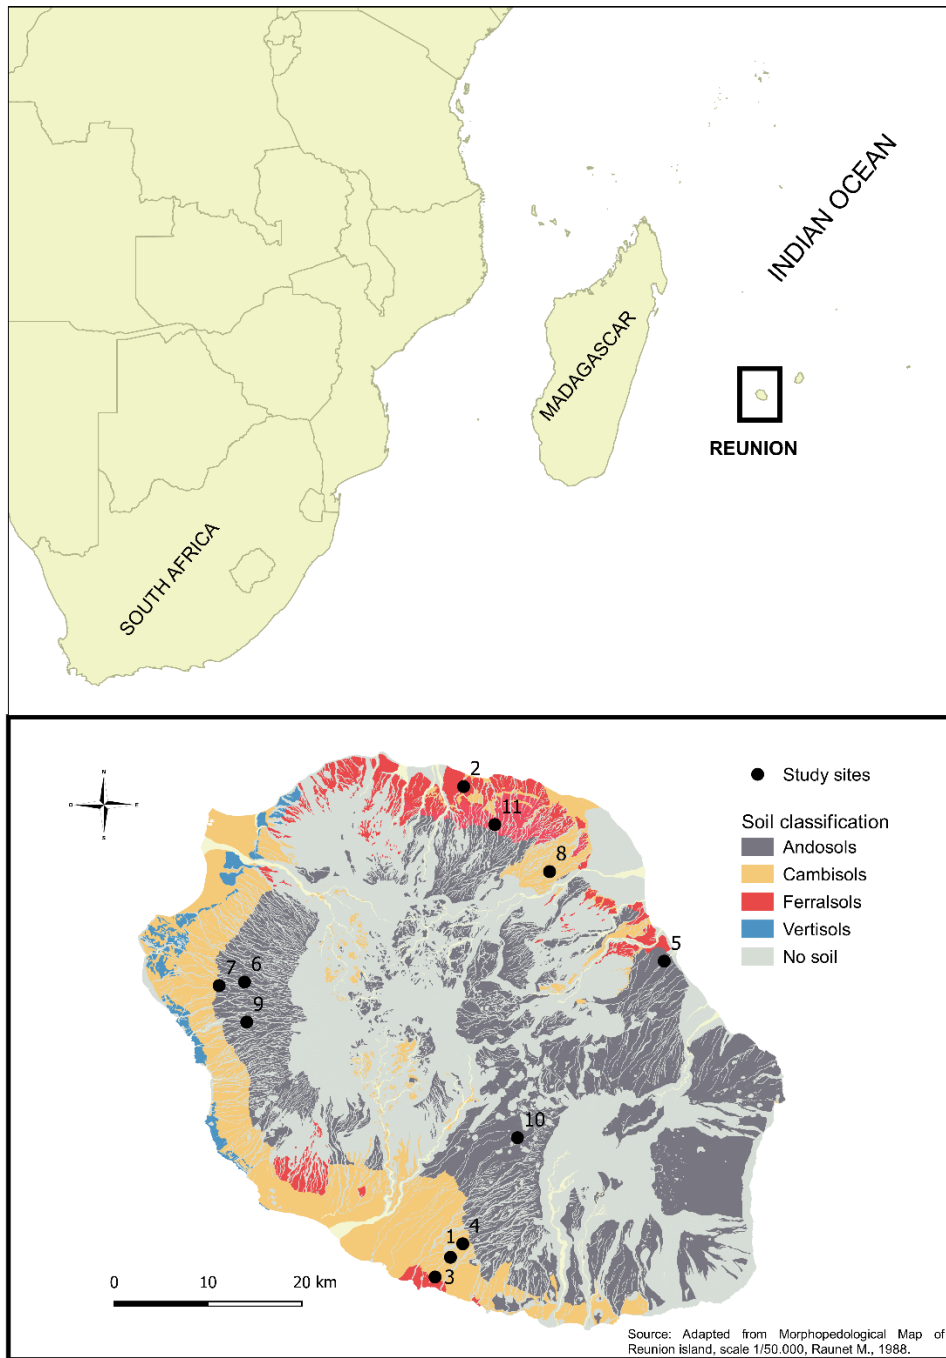 INDIAN OCEAN
MADAGASCAR
REUNION
SOUTH AFRICA
N
O
E
S
2
11
8
5
7
6
9
10
1
4
3
Study sites
Soil classification
Andosols
Cambisols
Ferralsols
Vertisols
No soil
0 10 20 km
Source: Adapted from Morphopedological Map of
Reunion island, scale 1/50.000, Raunet M., 1988.